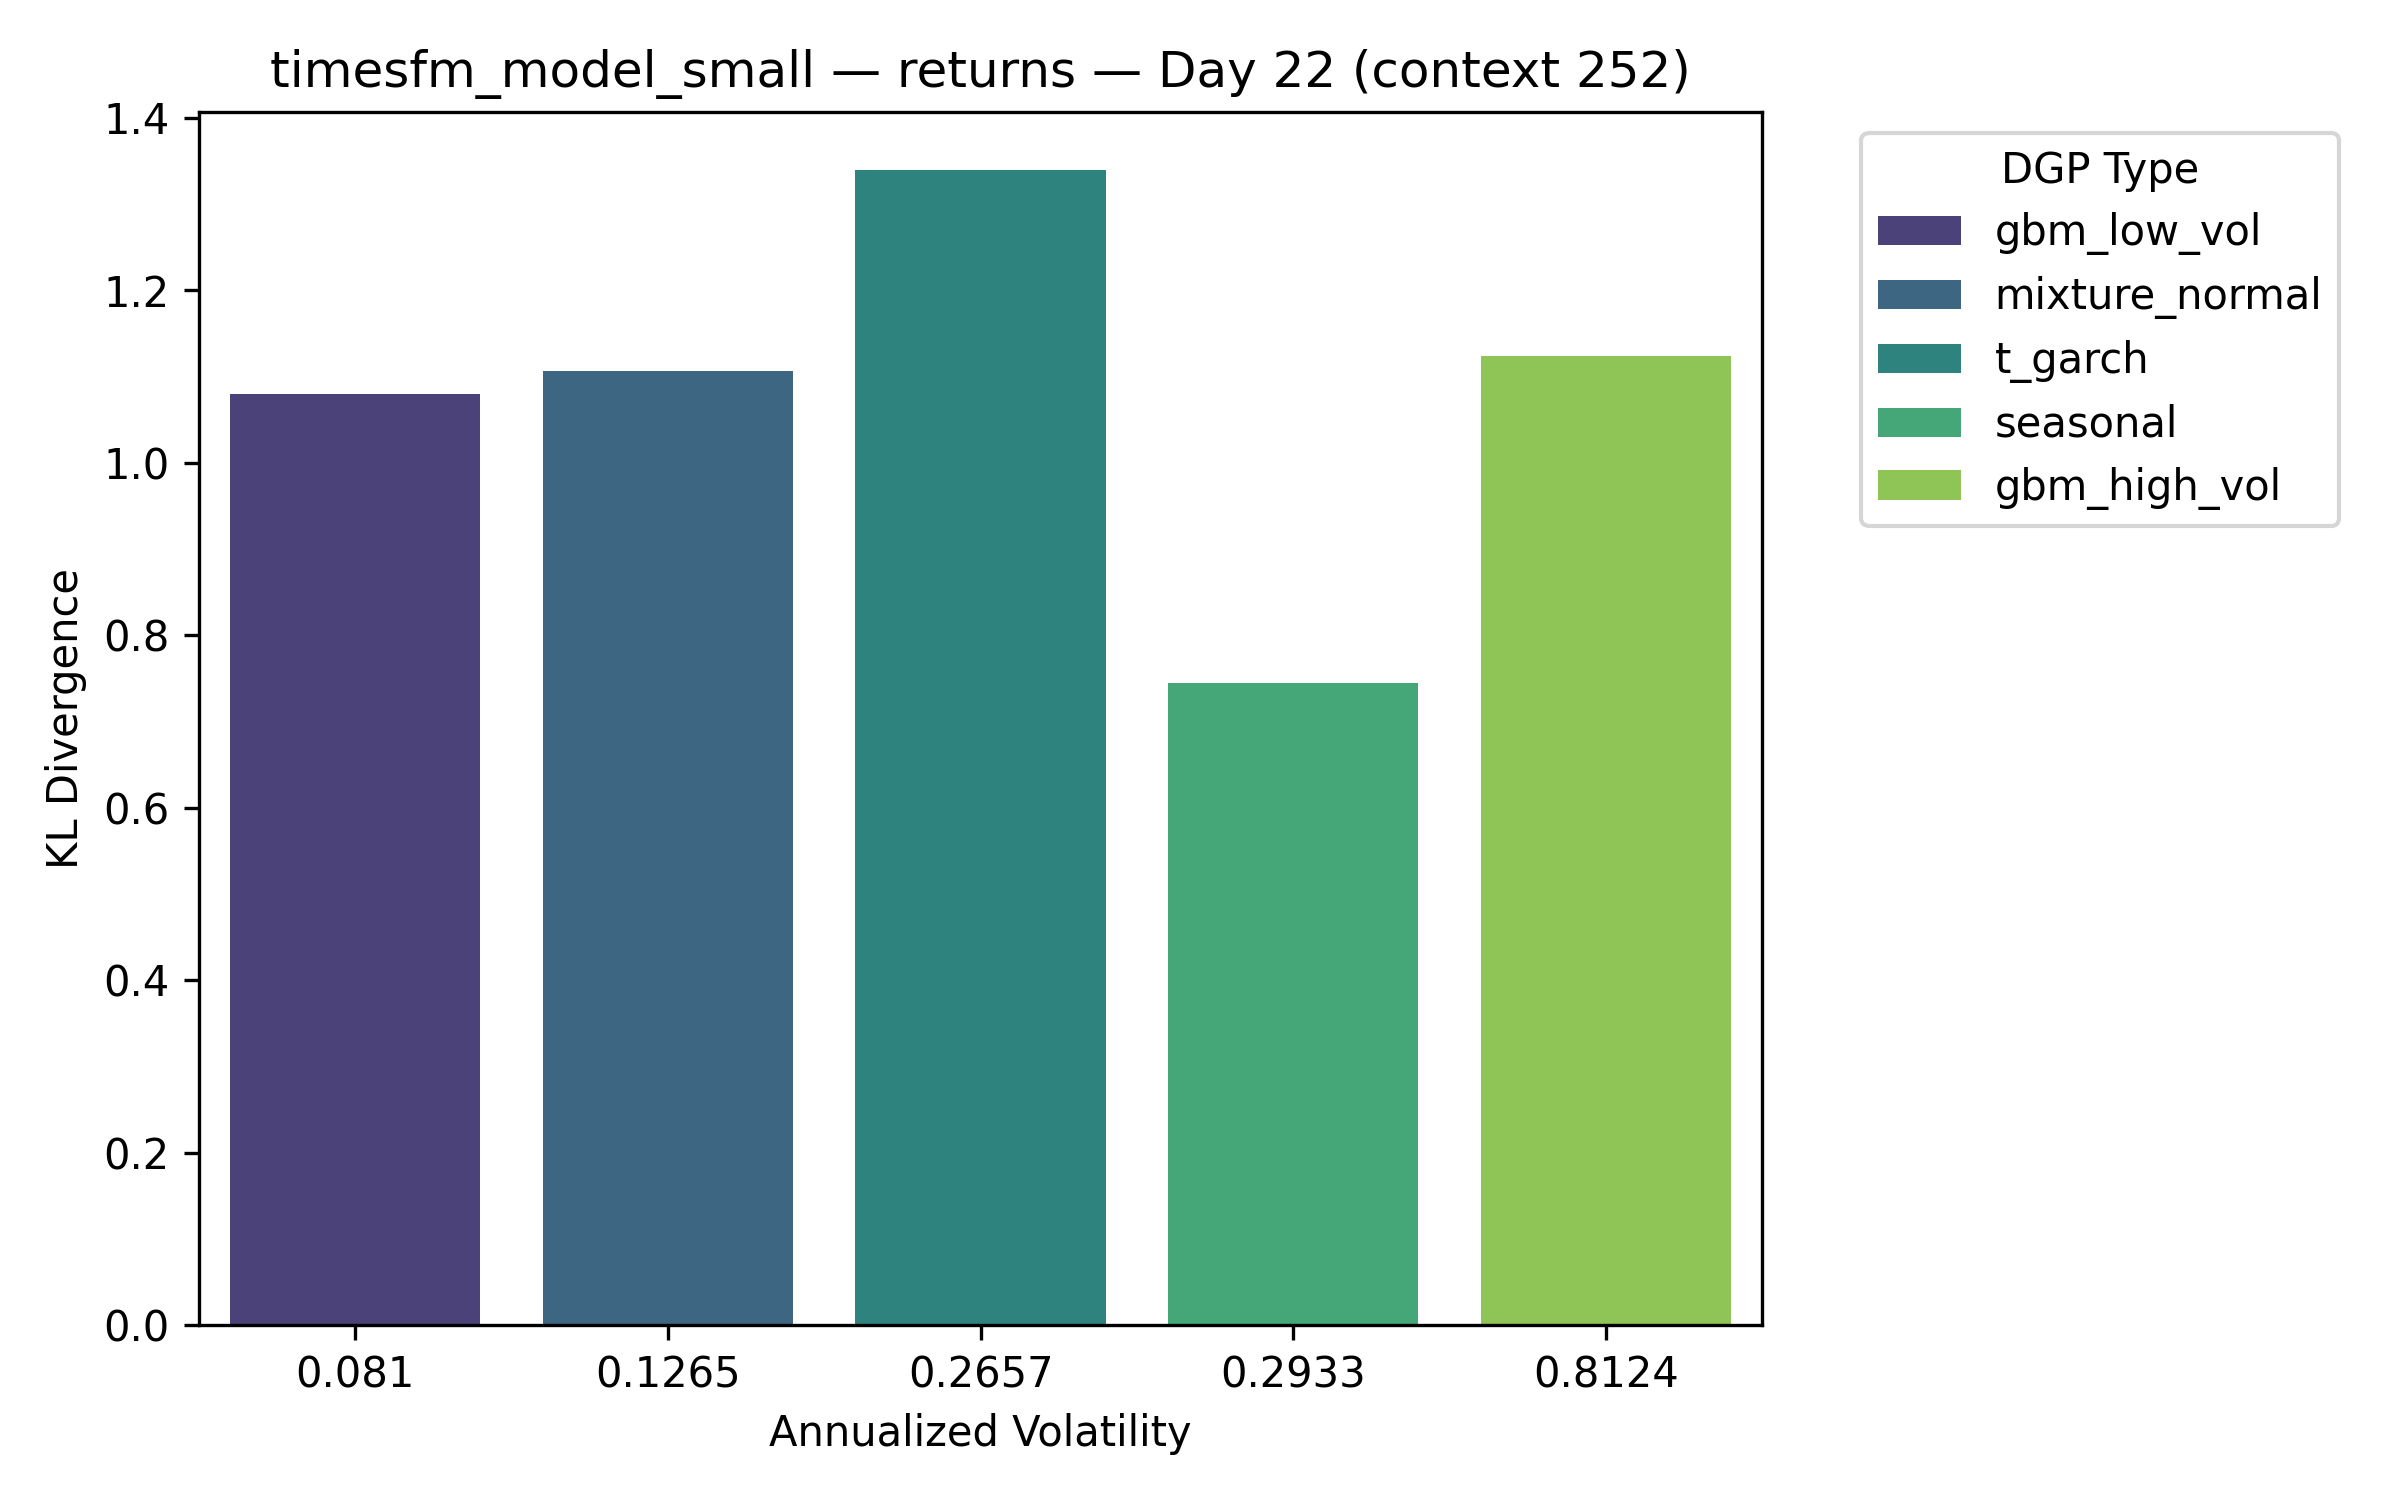 timesfm_model_small — returns — Day 22 (context 252)
1.4
1.2
1.0
0.8
0.6
0.4
0.2
0.0
KL Divergence
0.081 0.1265 0.2657 0.2933 0.8124
Annualized Volatility
DGP Type
gbm_low_vol
mixture_normal
t_garch
seasonal
gbm_high_vol